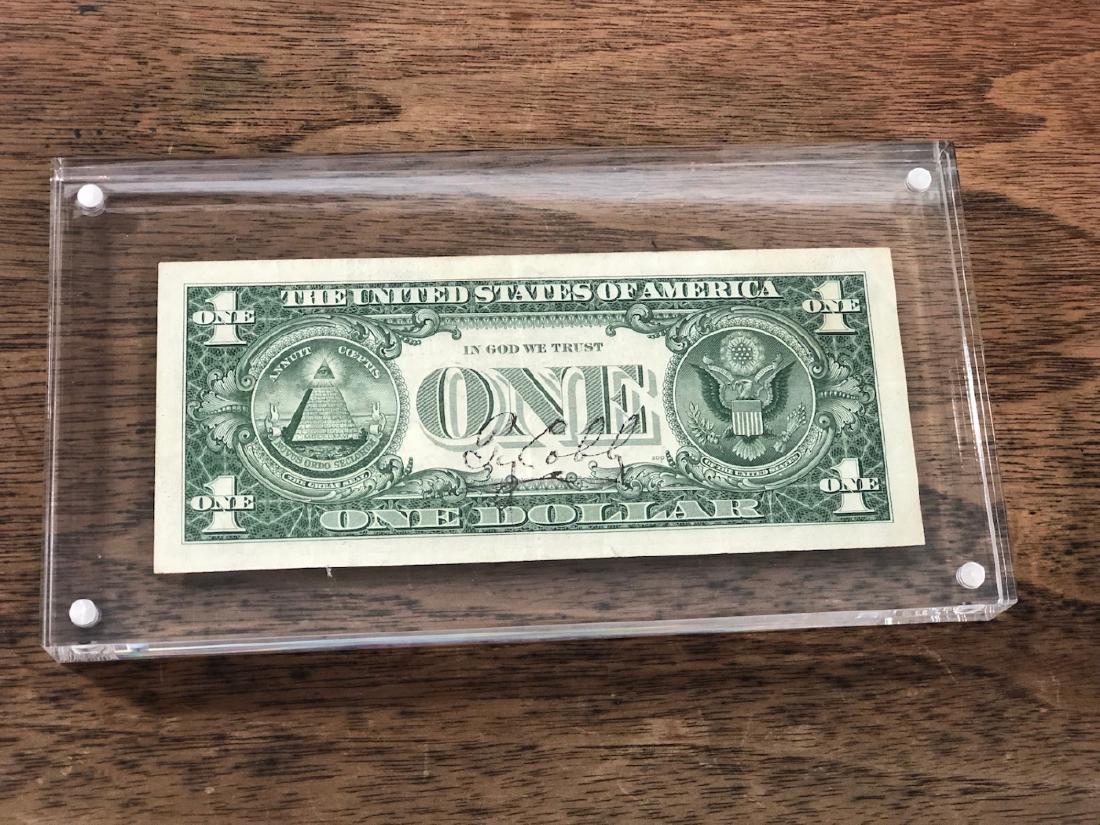 THE UNITED STATES OF AMERICA
1 ONE
1 ONE
ANNUIT CŒPTIS
IN GOD WE TRUST
ONE
NOVUS ORDO SECLORUM
THE GREAT SEAL
OF THE UNITED STATES
1 ONE
1 ONE
ONE DOLLAR